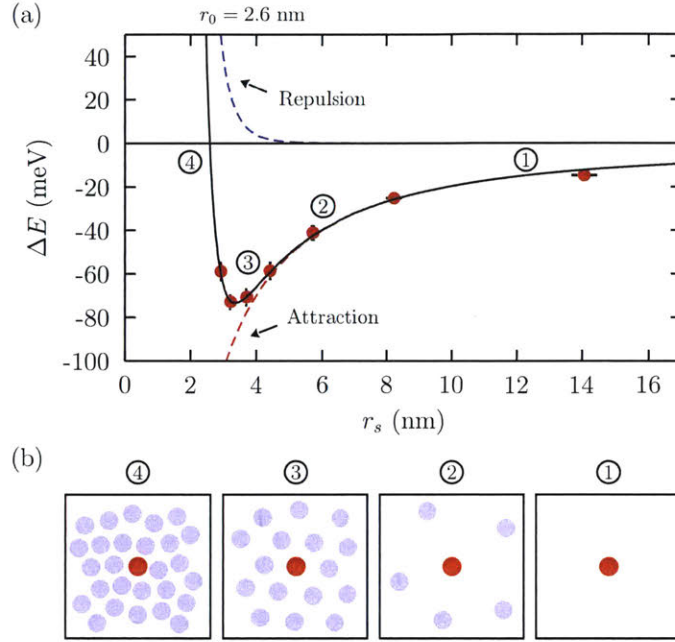 (a)
r₀ = 2.6 nm
40
20
0
-20
-40
-60
-80
-100
ΔE (meV)
Repulsion
Attraction
④
③
②
①
0 2 4 6 8 10 12 14 16
rₛ (nm)
(b)
④ ③ ② ①